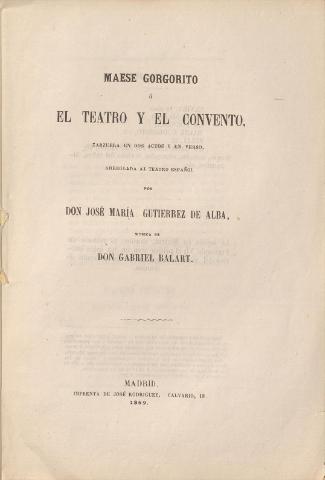 MAESE GORGORITO
Ó
EL TEATRO Y EL CONVENTO,
ZARZUELA EN DOS ACTOS Y EN VERSO,
ARREGLADA AL TEATRO ESPAÑOL
POR
DON JOSÉ MARÍA GUTIERREZ DE ALBA,
MÚSICA DE
DON GABRIEL BALART.
MADRID.
IMPRENTA DE JOSÉ RODRIGUEZ, CALVARIO, 18.
1869.